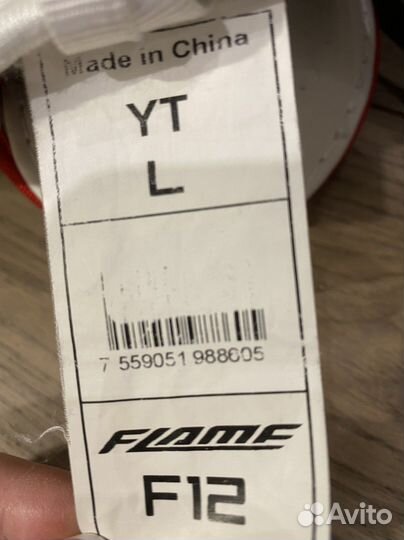 Made in China
YT
L
7 559051 988605
FLAME
F12
Avito